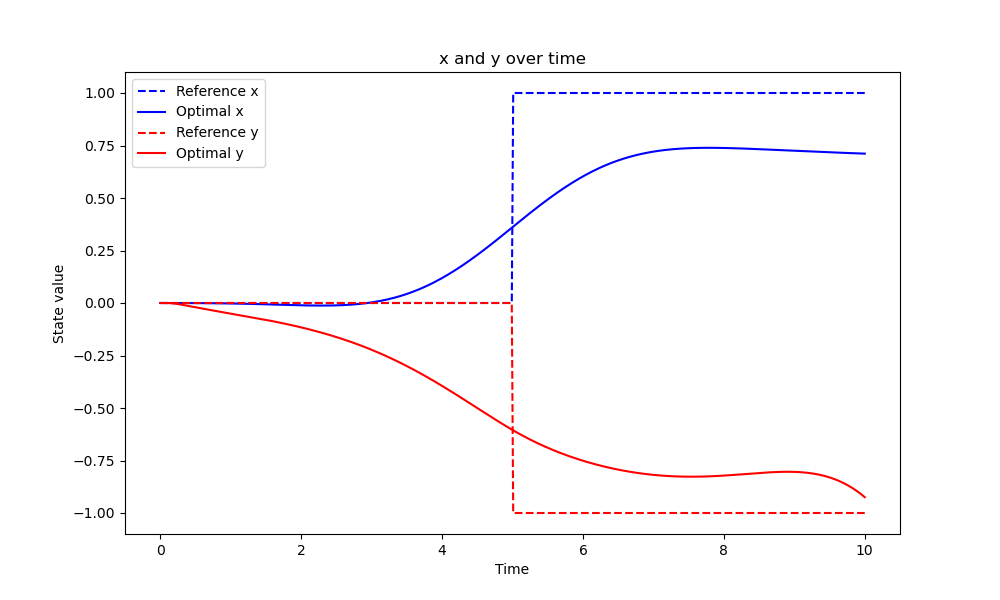 x and y over time
Reference x
Optimal x
Reference y
Optimal y
1.00
0.75
0.50
0.25
0.00
−0.25
−0.50
−0.75
−1.00
State value
0 2 4 6 8 10
Time